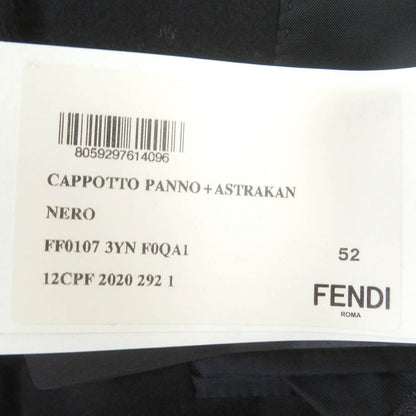 8059297614096
CAPPOTTO PANNO+ASTRAKAN
NERO
FF0107 3YN F0QA1
52
12CPF 2020 292 1
FENDI
ROMA